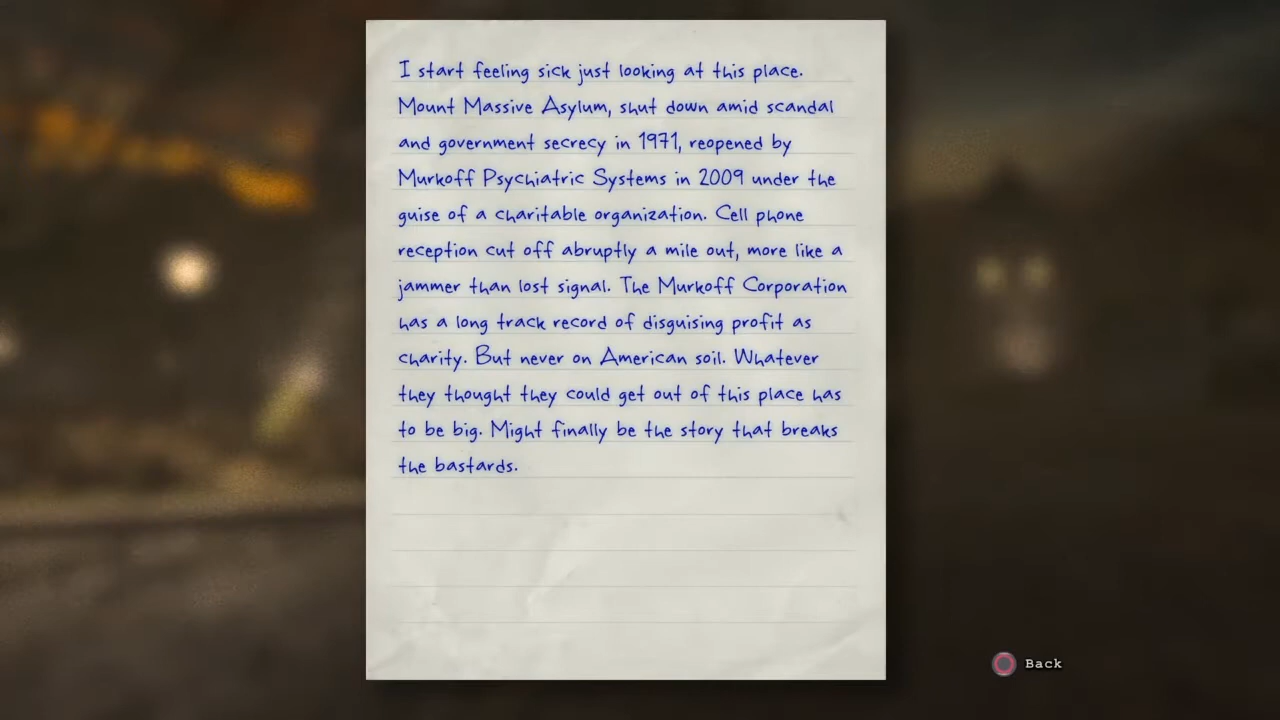 I start feeling sick just looking at this place.
Mount Massive Asylum, shut down amid scandal
and government secrecy in 1971, reopened by
Murkoff Psychiatric Systems in 2009 under the
guise of a charitable organization. Cell phone
reception cut off abruptly a mile out, more like a
jammer than lost signal. The Murkoff Corporation
has a long track record of disguising profit as
charity. But never on American soil. Whatever
they thought they could get out of this place has
to be big. Might finally be the story that breaks
the bastards.
Back